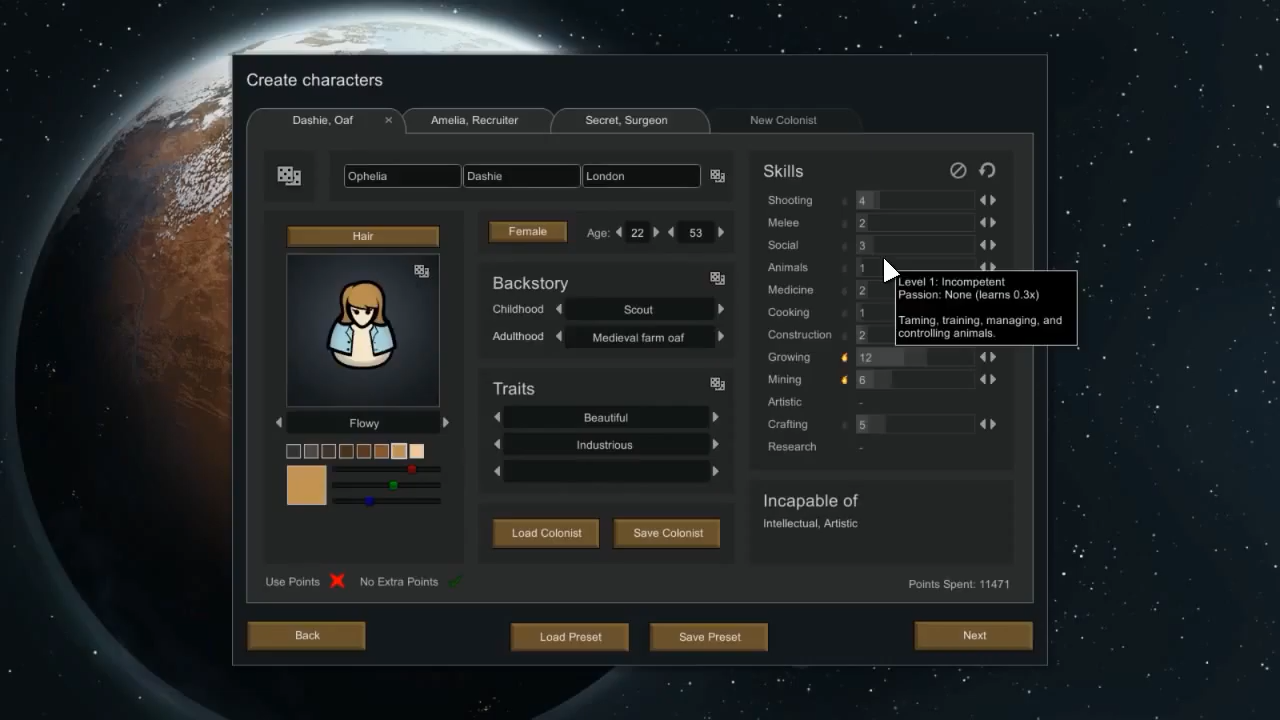 Create characters
Dashie, Oaf
Amelia, Recruiter
Secret, Surgeon
New Colonist
Ophelia
Dashie
London
Hair
Flowy
Female
Age: 22 53
Backstory
Childhood Scout
Adulthood Medieval farm oaf
Traits
Beautiful
Industrious
Load Colonist
Save Colonist
Skills
Shooting 4
Melee 2
Social 3
Animals 1
Medicine 2
Cooking 1
Construction 2
Growing 12
Mining 6
Artistic -
Crafting 5
Research -
Level 1: Incompetent
Passion: None (learns 0.3x)
Taming, training, managing, and
controlling animals.
Incapable of
Intellectual, Artistic
Use Points
No Extra Points
Points Spent: 11471
Back
Load Preset
Save Preset
Next